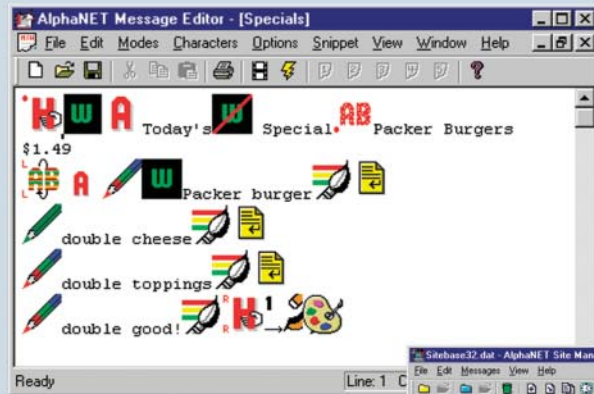 AlphaNET Message Editor - [Specials]
File Edit Modes Characters Options Snippet View Window Help
H W A Today's W Special AB Packer Burgers
$1.49
AB A W Packer burger
double cheese
double toppings
double good! R H R 1
Ready Line: 1 C
Sitebase32.dat - AlphaNET Site Man
File Edit Messages View Help